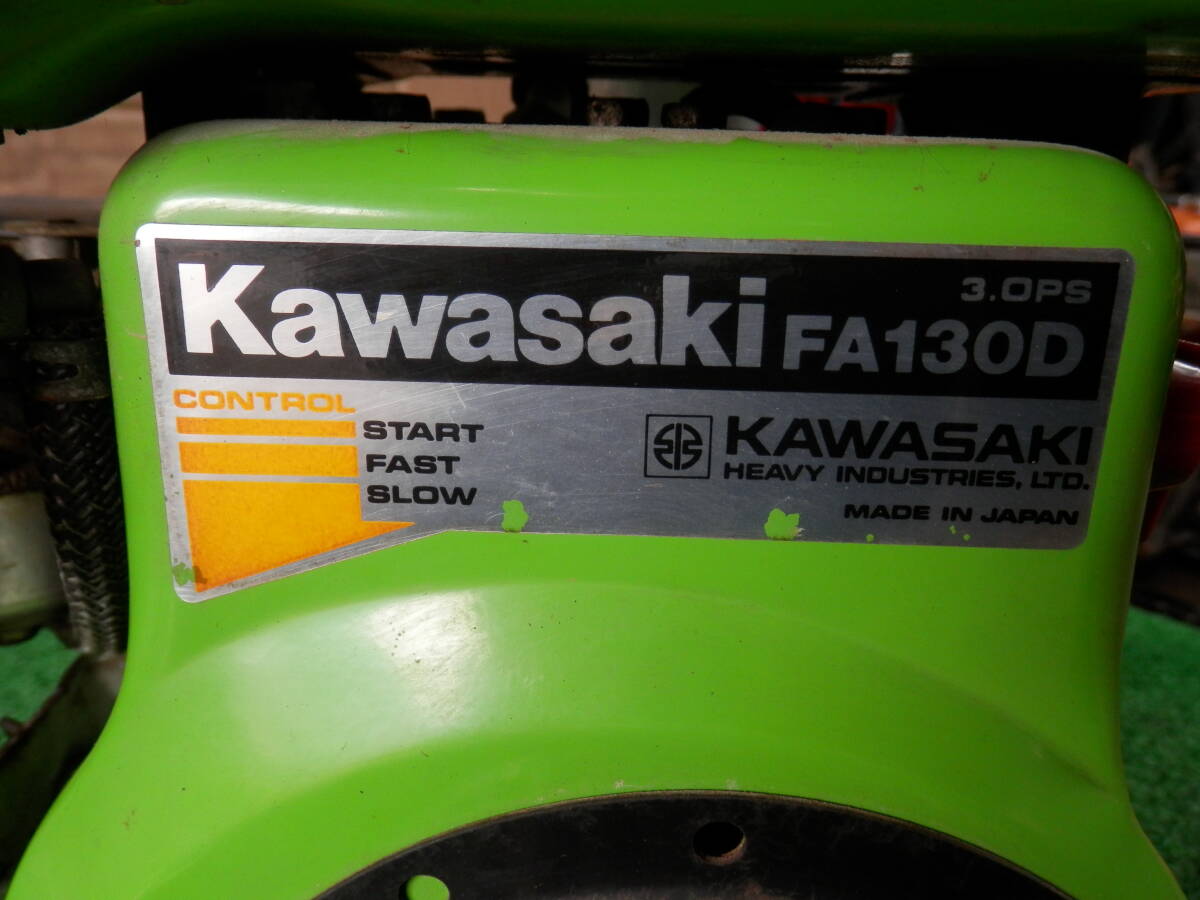 3.0PS
Kawasaki FA130D
CONTROL
START
FAST
SLOW
KAWASAKI
HEAVY INDUSTRIES, LTD.
MADE IN JAPAN